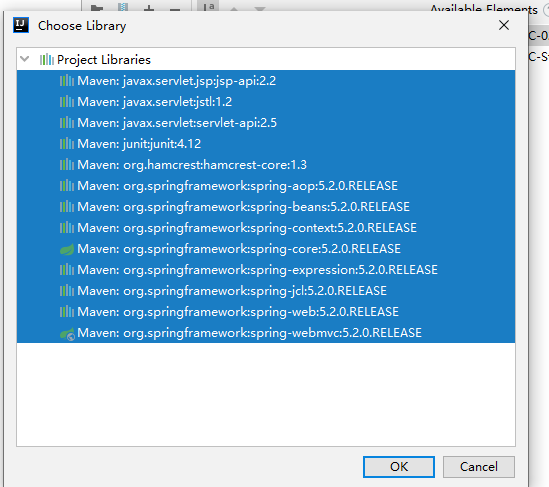 Available Elements
Choose Library
Project Libraries
Maven: javax.servlet.jsp:jsp-api:2.2
Maven: javax.servlet:jstl:1.2
Maven: javax.servlet:servlet-api:2.5
Maven: junit:junit:4.12
Maven: org.hamcrest:hamcrest-core:1.3
Maven: org.springframework:spring-aop:5.2.0.RELEASE
Maven: org.springframework:spring-beans:5.2.0.RELEASE
Maven: org.springframework:spring-context:5.2.0.RELEASE
Maven: org.springframework:spring-core:5.2.0.RELEASE
Maven: org.springframework:spring-expression:5.2.0.RELEASE
Maven: org.springframework:spring-jcl:5.2.0.RELEASE
Maven: org.springframework:spring-web:5.2.0.RELEASE
Maven: org.springframework:spring-webmvc:5.2.0.RELEASE
OK
Cancel